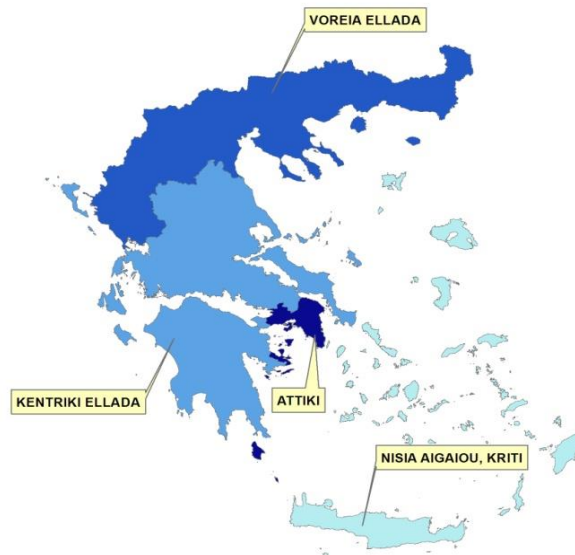 VOREIA ELLADA
KENTRIKI ELLADA
ATTIKI
NISIA AIGAIOU, KRITI